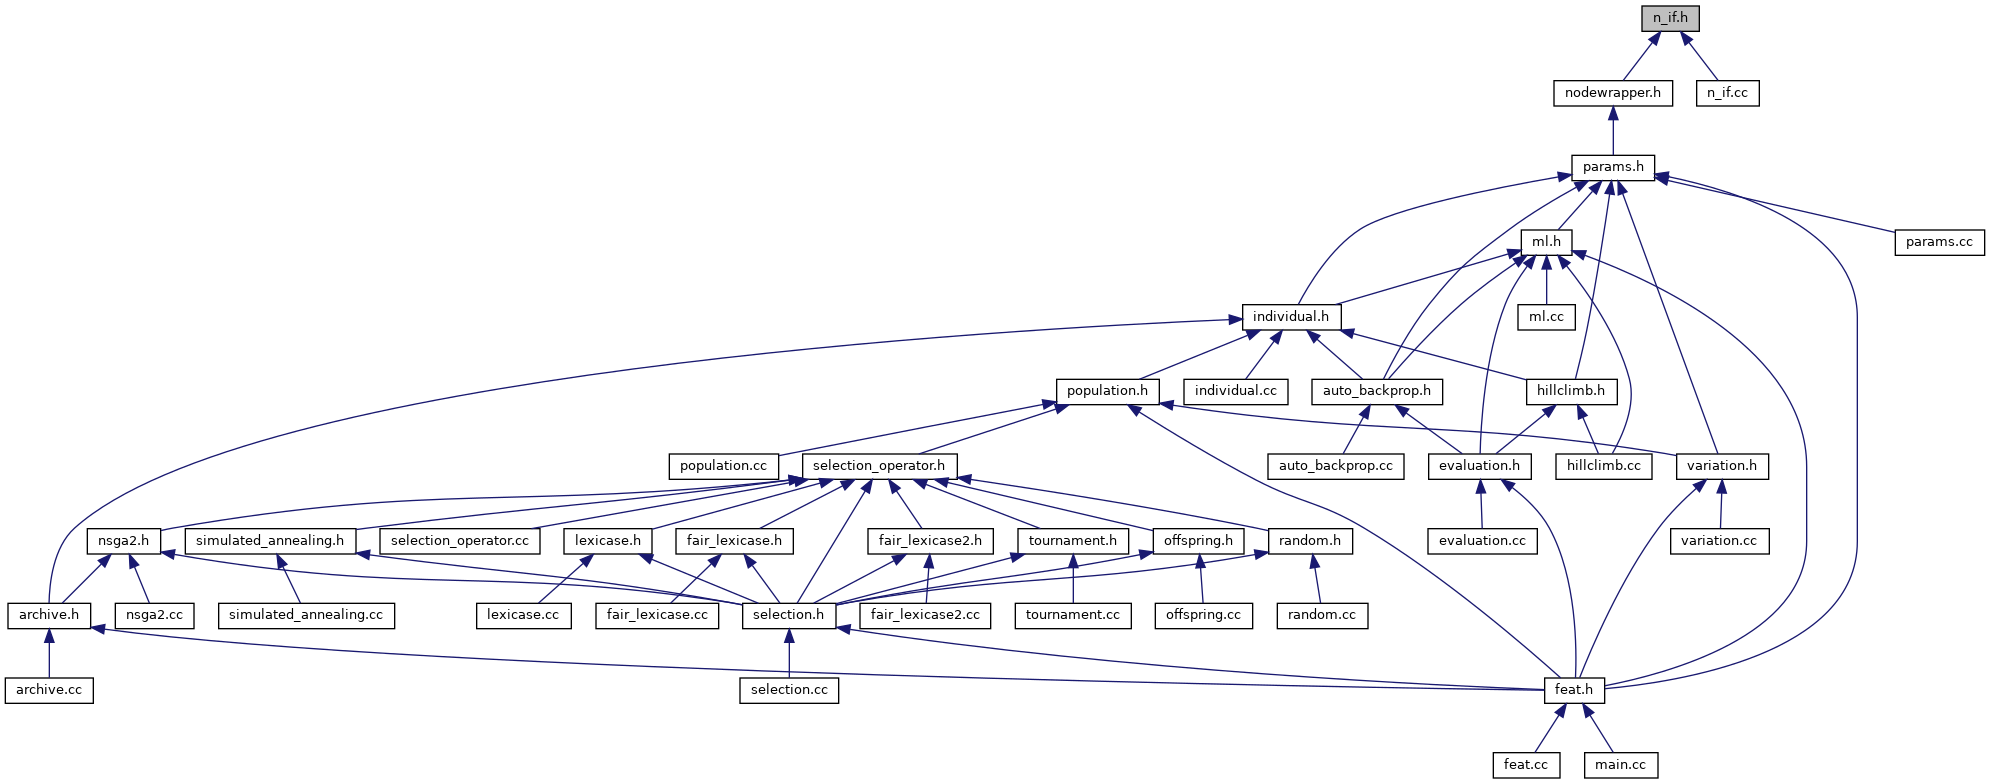 n_if.h
nodewrapper.h
n_if.cc
params.h
ml.h
params.cc
individual.h
ml.cc
population.h
individual.cc
auto_backprop.h
hillclimb.h
population.cc
selection_operator.h
auto_backprop.cc
evaluation.h
hillclimb.cc
variation.h
nsga2.h
simulated_annealing.h
selection_operator.cc
lexicase.h
fair_lexicase.h
fair_lexicase2.h
tournament.h
offspring.h
random.h
evaluation.cc
variation.cc
archive.h
nsga2.cc
simulated_annealing.cc
lexicase.cc
fair_lexicase.cc
selection.h
fair_lexicase2.cc
tournament.cc
offspring.cc
random.cc
archive.cc
selection.cc
feat.h
feat.cc
main.cc